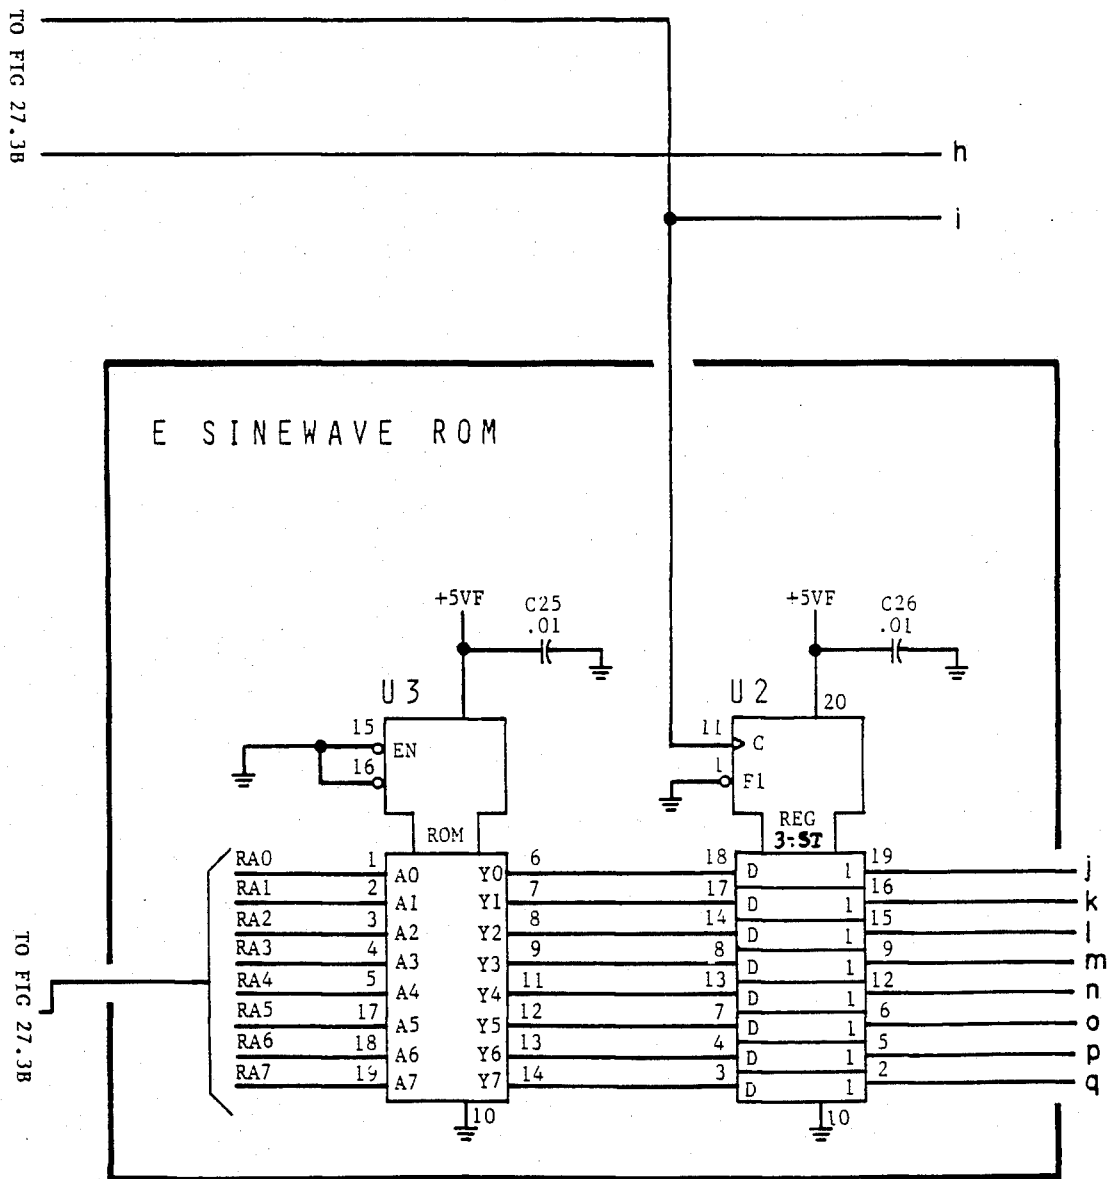 TO FIG 27.3B
h
i
E SINEWAVE ROM
+5VF
C25
.01
+5VF
C26
.01
U3
U2
20
15
EN
16
11
C
1
F1
ROM
REG
3-ST
RA0 1 A0 Y0 6 18 D 1 19 j
RA1 2 A1 Y1 7 17 D 1 16 k
RA2 3 A2 Y2 8 14 D 1 15 l
RA3 4 A3 Y3 9 8 D 1 9 m
RA4 5 A4 Y4 11 13 D 1 12 n
RA5 17 A5 Y5 12 7 D 1 6 o
RA6 18 A6 Y6 13 4 D 1 5 p
RA7 19 A7 Y7 14 3 D 1 2 q
10
10
TO FIG 27.3B